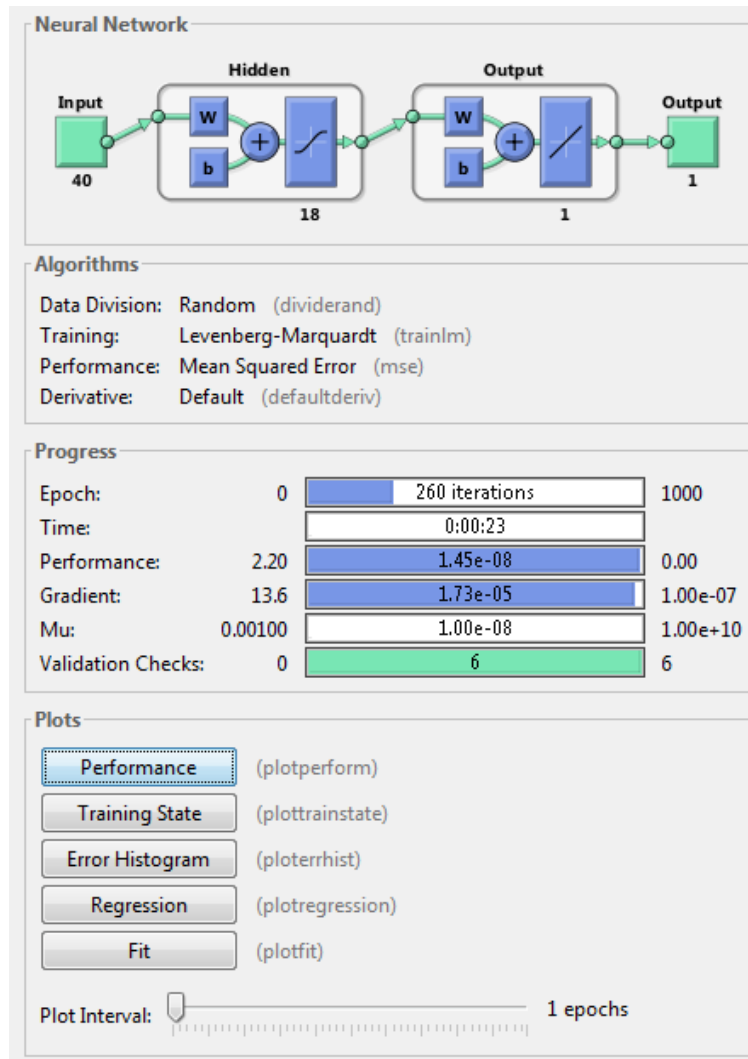 Neural Network
Hidden
Output
Input
W
b
W
b
Output
40
18
1
1
Algorithms
Data Division: Random (dividerand)
Training: Levenberg-Marquardt (trainlm)
Performance: Mean Squared Error (mse)
Derivative: Default (defaultderiv)
Progress
Epoch: 0 260 iterations 1000
Time: 0:00:23
Performance: 2.20 1.45e-08 0.00
Gradient: 13.6 1.73e-05 1.00e-07
Mu: 0.00100 1.00e-08 1.00e+10
Validation Checks: 0 6 6
Plots
Performance (plotperform)
Training State (plottrainstate)
Error Histogram (ploterrhist)
Regression (plotregression)
Fit (plotfit)
Plot Interval: 1 epochs